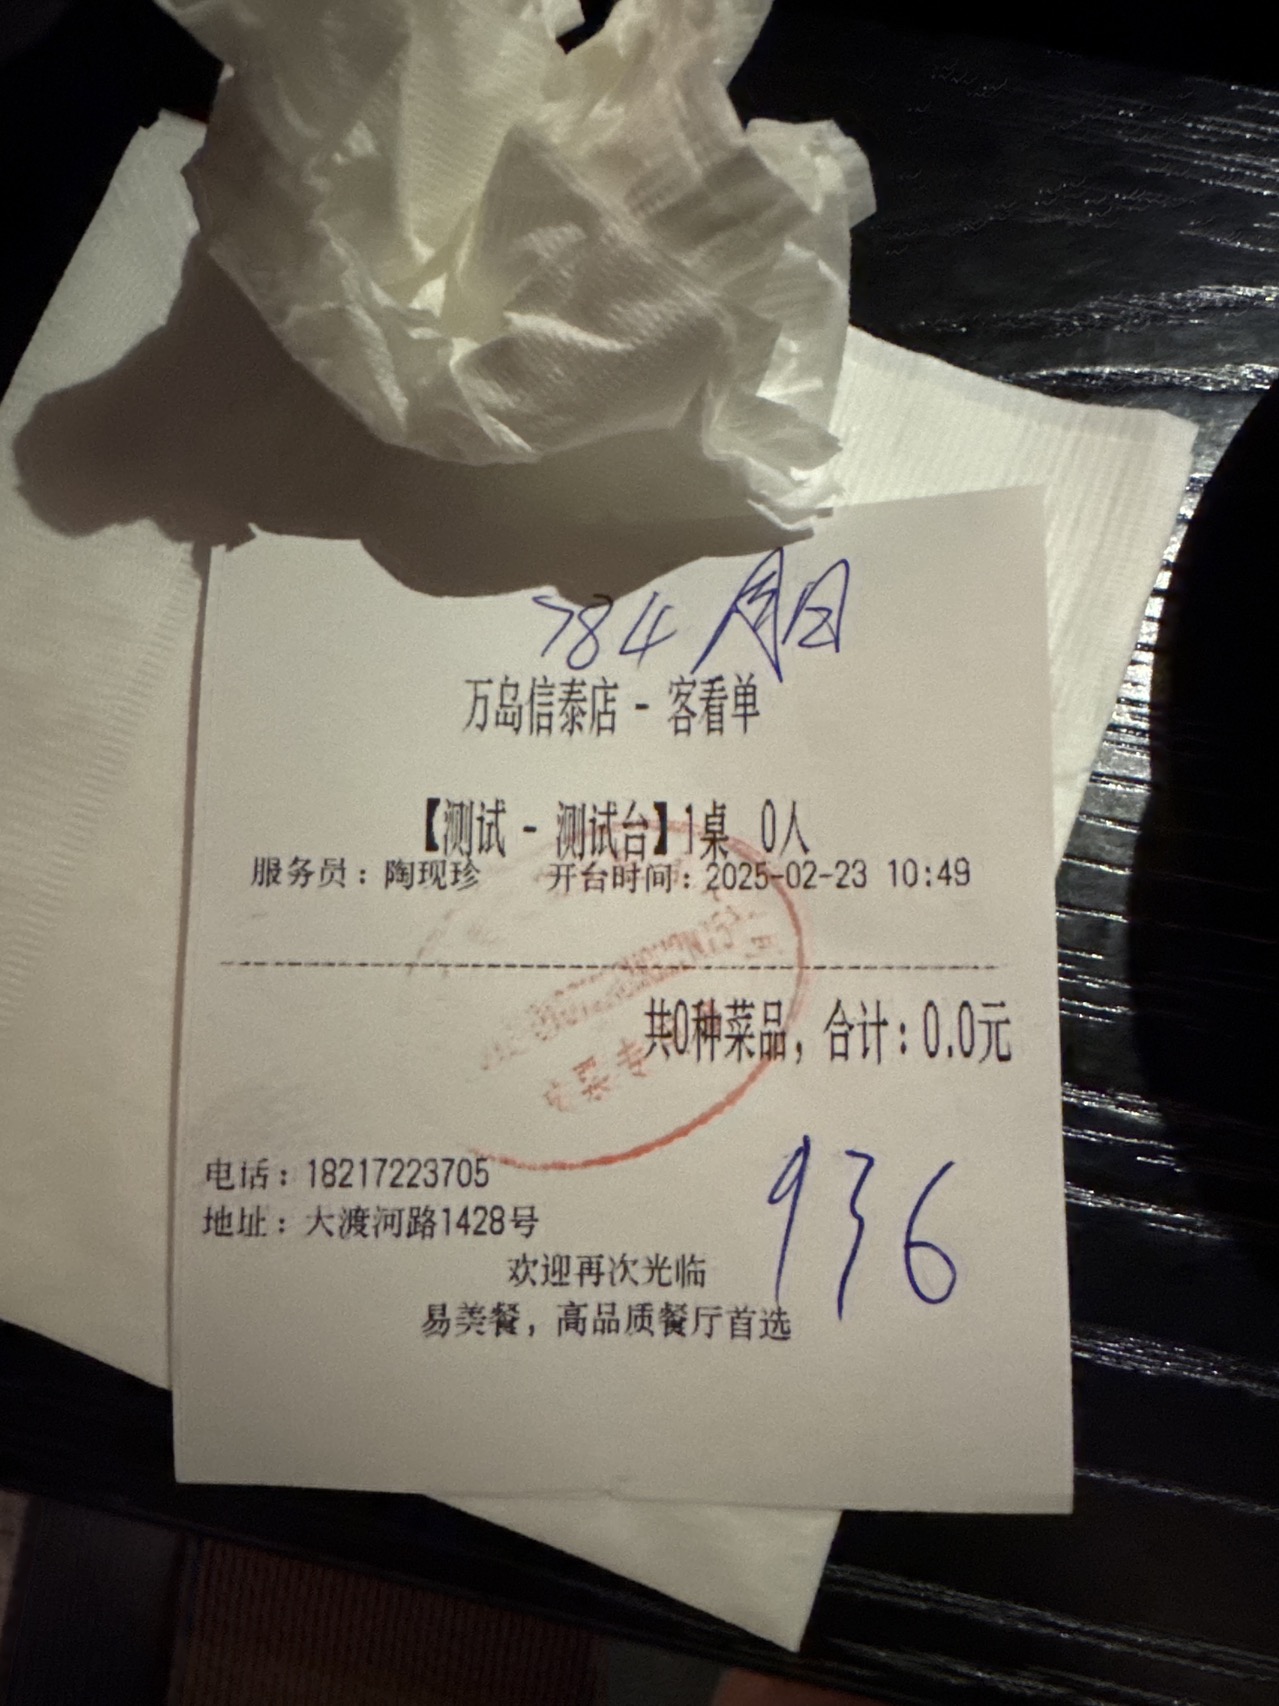 784 周日
万岛信泰店 - 客看单
【测试 - 测试台】1桌 0人
服务员：陶现珍 开台时间：2025-02-23 10:49
共0种菜品，合计：0.0元
电话：18217223705
地址：大渡河路1428号
936
欢迎再次光临
易美餐，高品质餐厅首选